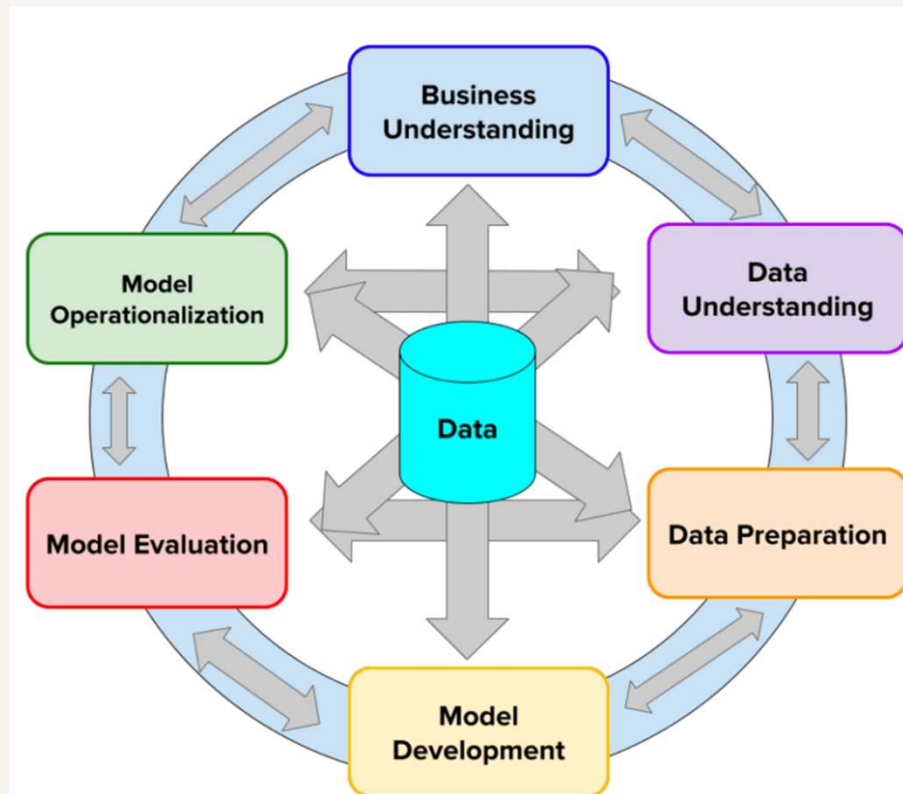 Business
Understanding
Data
Understanding
Data Preparation
Model
Development
Model Evaluation
Model
Operationalization
Data